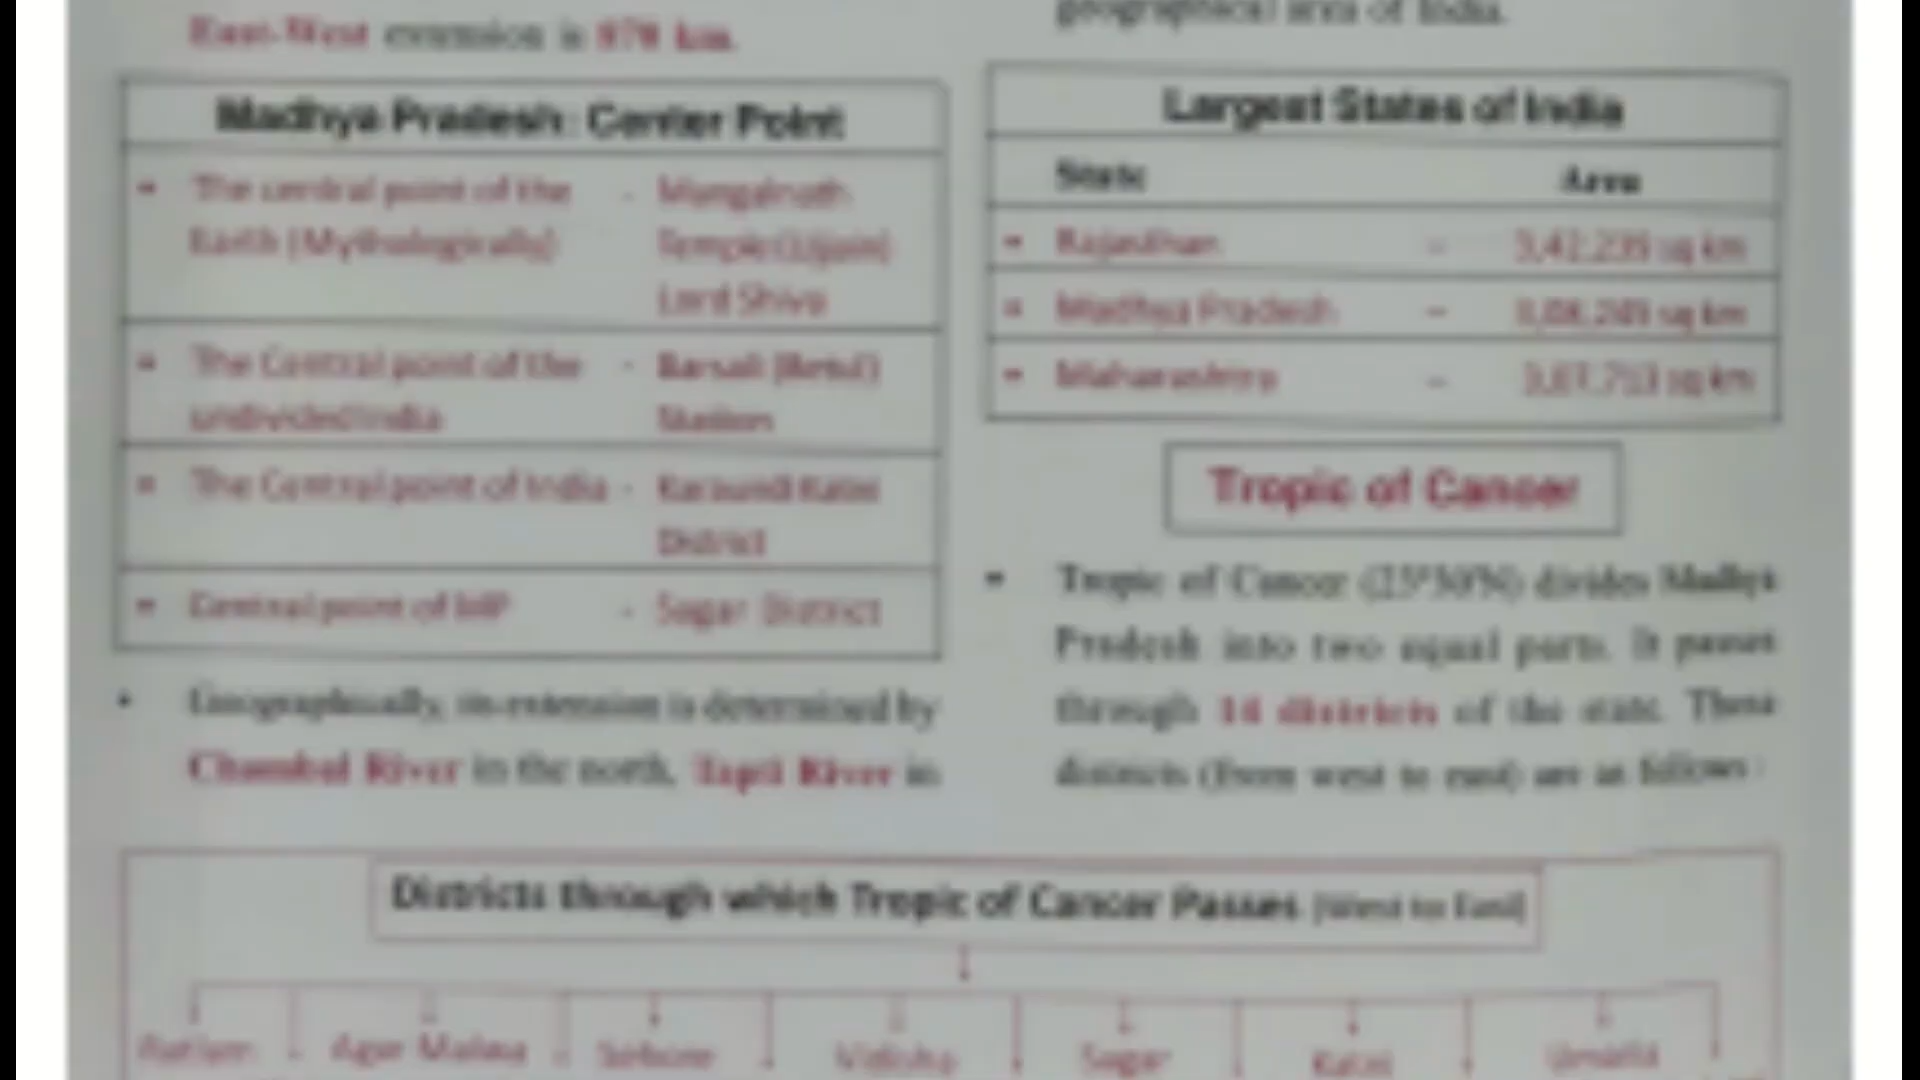 East-West extension is 870 km.
Madhya Pradesh: Center Point
• The central point of the - Mangalnath
Earth (Mythologically) Temple (Ujjain)
Lord Shiva
• The Central point of the - Barsali (Betul)
undivided India Station
• The Central point of India - Karaundi Katni
District
• Central point of MP - Sagar District
• Geographically, its extension is determined by
Chambal River in the north, Tapti River in
geographical area of India.
Largest States of India
State Area
• Rajasthan - 3,42,239 sq km
• Madhya Pradesh - sq km
• Maharashtra - 3,07,713 sq km
Tropic of Cancer
• Tropic of Cancer (23°30'N) divides Madhya
Pradesh into two equal parts. It passes
through 14 districts of the state. These
districts (from west to east) are as follows :
Districts through which Tropic of Cancer Passes (West to East)
Ratlam Agar Malwa Sehore Vidisha Sagar Katni Umaria